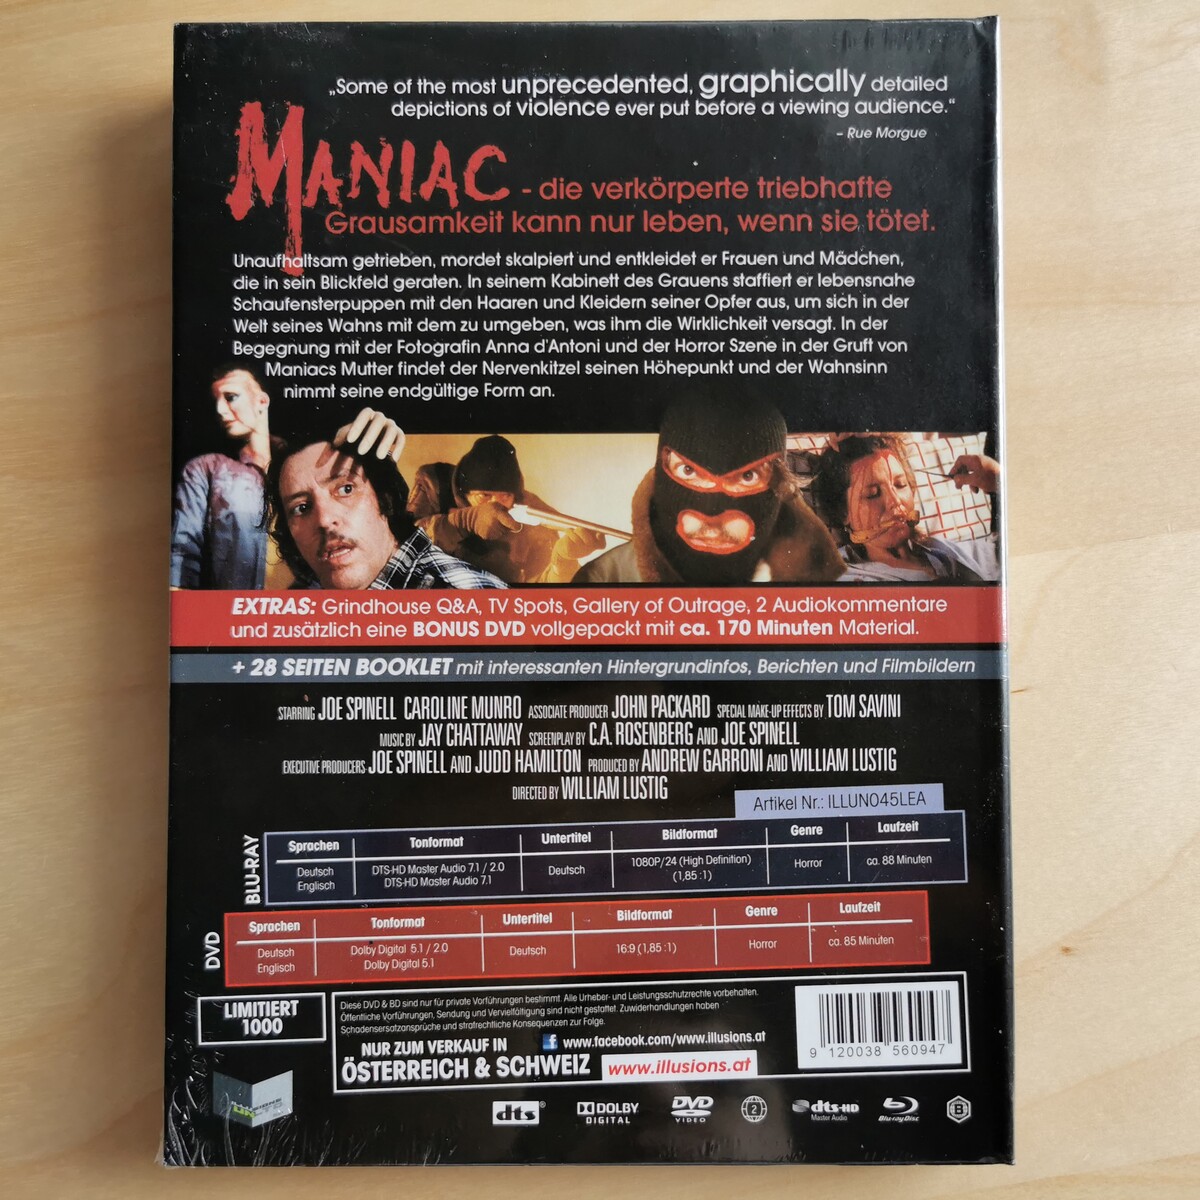 „Some of the most unprecedented, graphically detailed
depictions of violence ever put before a viewing audience.“
– Rue Morgue
MANIAC - die verkörperte triebhafte
Grausamkeit kann nur leben, wenn sie tötet.
Unaufhaltsam getrieben, mordet skalpiert und entkleidet er Frauen und Mädchen,
die in sein Blickfeld geraten. In seinem Kabinett des Grauens staffiert er lebensnahe
Schaufensterpuppen mit den Haaren und Kleidern seiner Opfer aus, um sich in der
Welt seines Wahns mit dem zu umgeben, was ihm die Wirklichkeit versagt. In der
Begegnung mit der Fotografin Anna d'Antoni und der Horror Szene in der Gruft von
Maniacs Mutter findet der Nervenkitzel seinen Höhepunkt und der Wahnsinn
nimmt seine endgültige Form an.
EXTRAS: Grindhouse Q&A, TV Spots, Gallery of Outrage, 2 Audiokommentare
und zusätzlich eine BONUS DVD vollgepackt mit ca. 170 Minuten Material.
+ 28 SEITEN BOOKLET mit interessanten Hintergrundinfos, Berichten und Filmbildern
STARRING JOE SPINELL CAROLINE MUNRO ASSOCIATE PRODUCER JOHN PACKARD SPECIAL MAKE-UP EFFECTS BY TOM SAVINI
MUSIC BY JAY CHATTAWAY SCREENPLAY BY C.A. ROSENBERG AND JOE SPINELL
EXECUTIVE PRODUCERS JOE SPINELL AND JUDD HAMILTON PRODUCED BY ANDREW GARRONI AND WILLIAM LUSTIG
DIRECTED BY WILLIAM LUSTIG
Artikel Nr.: ILLUN045LEA
BLU-RAY
Sprachen Tonformat Untertitel Bildformat Genre Laufzeit
Deutsch DTS-HD Master Audio 7.1 / 2.0 Deutsch 1080P/24 (High Definition) Horror ca. 88 Minuten
Englisch DTS-HD Master Audio 7.1 (1,85 :1)
DVD
Sprachen Tonformat Untertitel Bildformat Genre Laufzeit
Deutsch Dolby Digital 5.1 / 2.0 Deutsch 16:9 (1,85 :1) Horror ca. 85 Minuten
Englisch Dolby Digital 5.1
LIMITIERT
1000
Diese DVD & BD sind nur für private Vorführungen bestimmt. Alle Urheber- und Leistungsschutzrechte vorbehalten.
Öffentliche Vorführungen, Sendung und Vervielfältigung sind nicht gestattet. Zuwiderhandlungen haben
Schadensersatzansprüche und strafrechtliche Konsequenzen zur Folge.
f www.facebook.com/www.illusions.at
NUR ZUM VERKAUF IN
ÖSTERREICH & SCHWEIZ www.illusions.at
9 120038 560947
dts DOLBY DIGITAL DVD VIDEO 2 dts-HD Master Audio Blu-ray Disc B